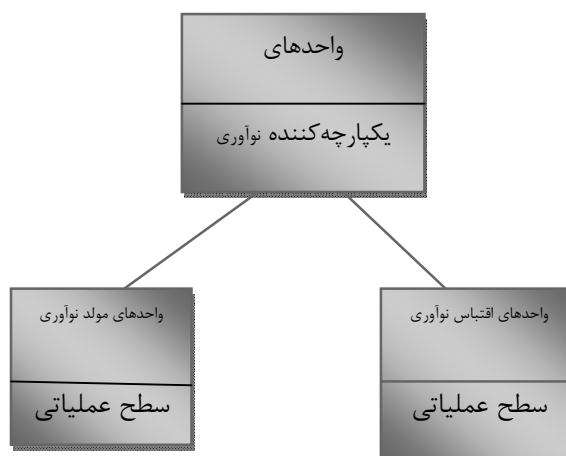 واحدهای
یکپارچه‌کننده نوآوری
واحدهای اقتباس نوآوری
سطح عملیاتی
واحدهای مولد نوآوری
سطح عملیاتی